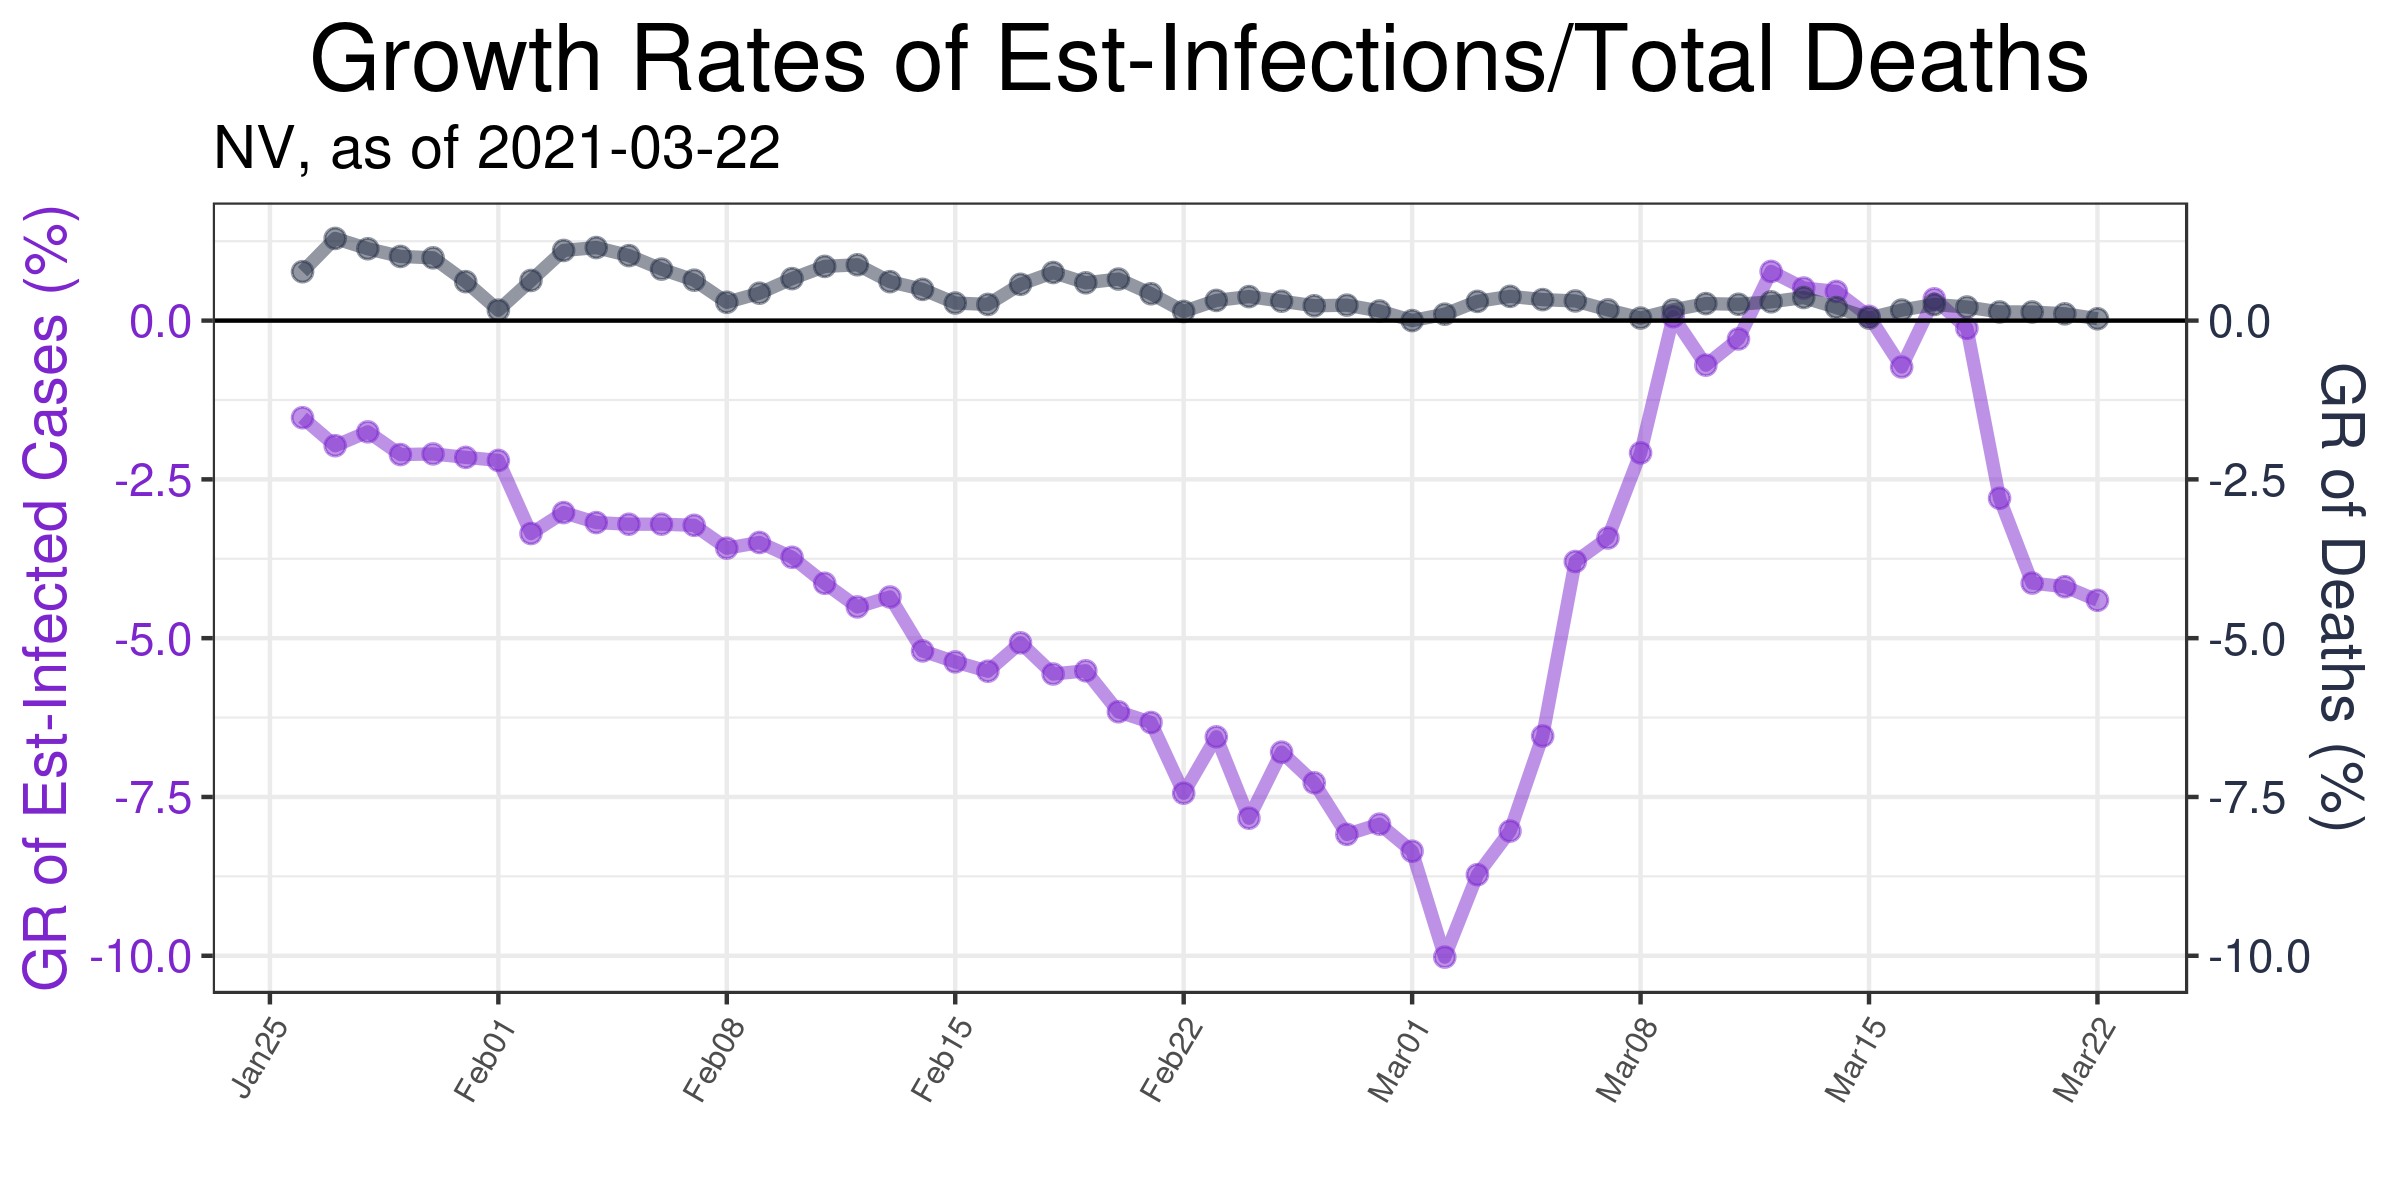 Growth Rates of Est-Infections/Total Deaths
NV, as of 2021-03-22
GR of Est-Infected Cases (%)
0.0
-2.5
-5.0
-7.5
-10.0
0.0
-2.5
-5.0
-7.5
-10.0
GR of Deaths (%)
Jan25
Feb01
Feb08
Feb15
Feb22
Mar01
Mar08
Mar15
Mar22